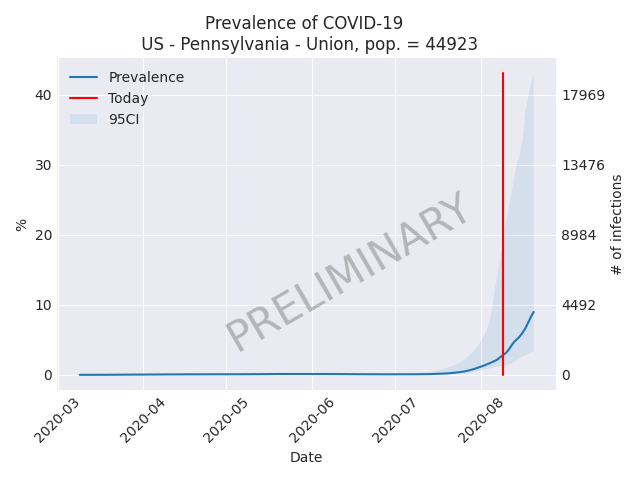 Prevalence of COVID-19
US - Pennsylvania - Union, pop. = 44923
Prevalence
Today
95CI
40
30
20
10
0
%
17969
13476
8984
4492
0
# of infections
PRELIMINARY
2020-03
2020-04
2020-05
2020-06
2020-07
2020-08
Date